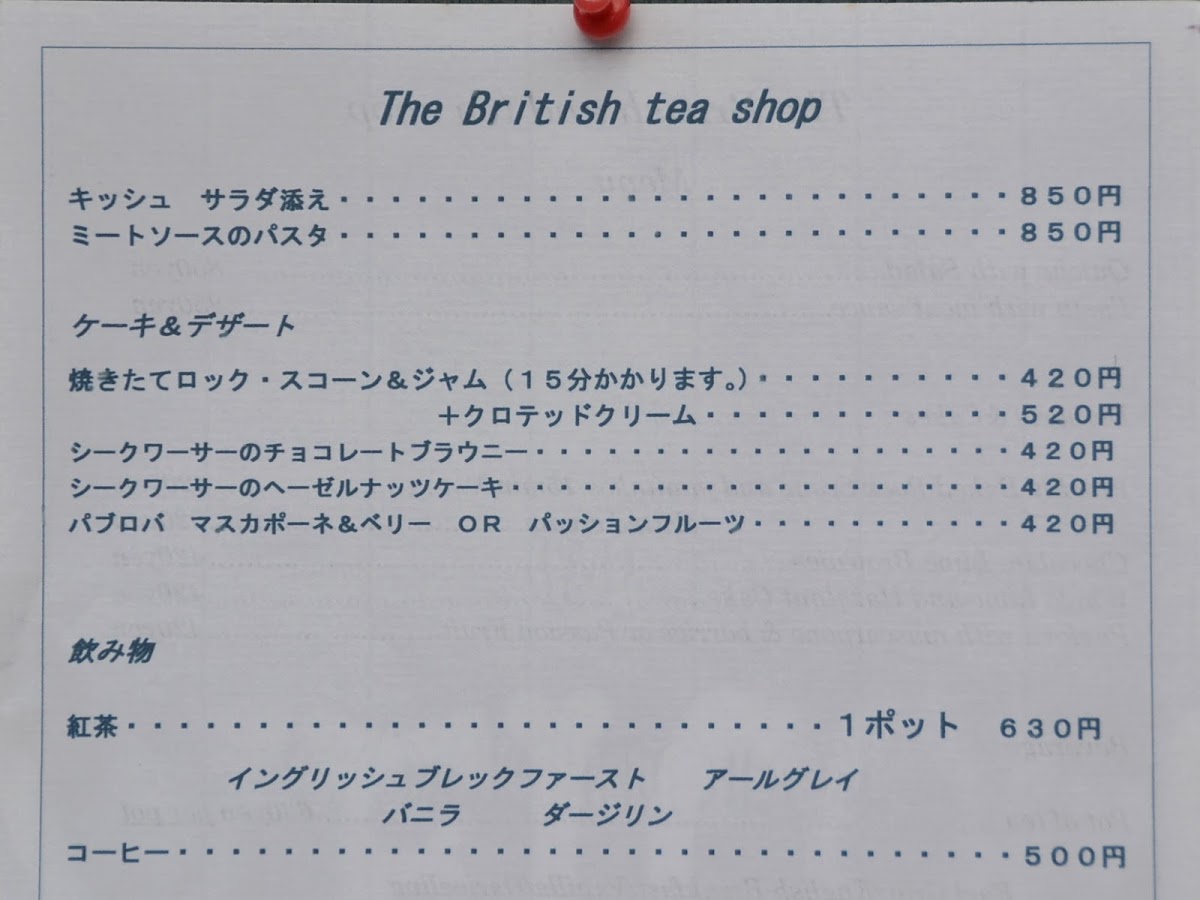 The British tea shop
キッシュ　サラダ添え・・・・・・・・・・・・・・・・・・・・・・・・・・８５０円
ミートソースのパスタ・・・・・・・・・・・・・・・・・・・・・・・・・・８５０円
ケーキ＆デザート
焼きたてロック・スコーン＆ジャム（１５分かかります。）・・・・・・・・・・４２０円
＋クロテッドクリーム・・・・・・・・・・・・５２０円
シークワーサーのチョコレートブラウニー・・・・・・・・・・・・・・・・４２０円
シークワーサーのヘーゼルナッツケーキ・・・・・・・・・・・・・・・・・４２０円
パブロバ　マスカポーネ＆ベリー　ＯＲ　パッションフルーツ・・・・・・・・・４２０円
飲み物
紅茶・・・・・・・・・・・・・・・・・・・・・・・・・・・１ポット　６３０円
イングリッシュブレックファースト　　アールグレイ
バニラ　　　ダージリン
コーヒー・・・・・・・・・・・・・・・・・・・・・・・・・・・・・・・・５００円